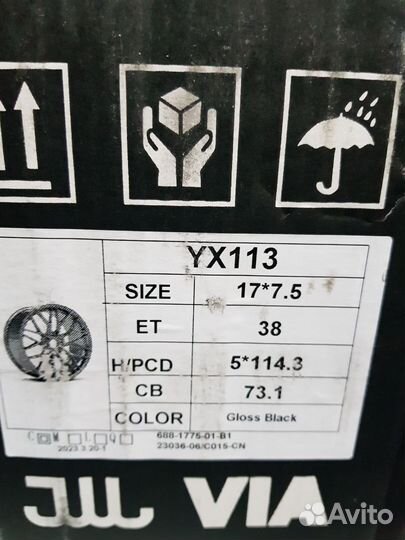 YX113
SIZE 17*7.5
ET 38
H/PCD 5*114.3
CB 73.1
COLOR Gloss Black
C M L Q
688-1775-01-B1
2023 3 20-1
23036-06/C015-CN
VIA
Avito